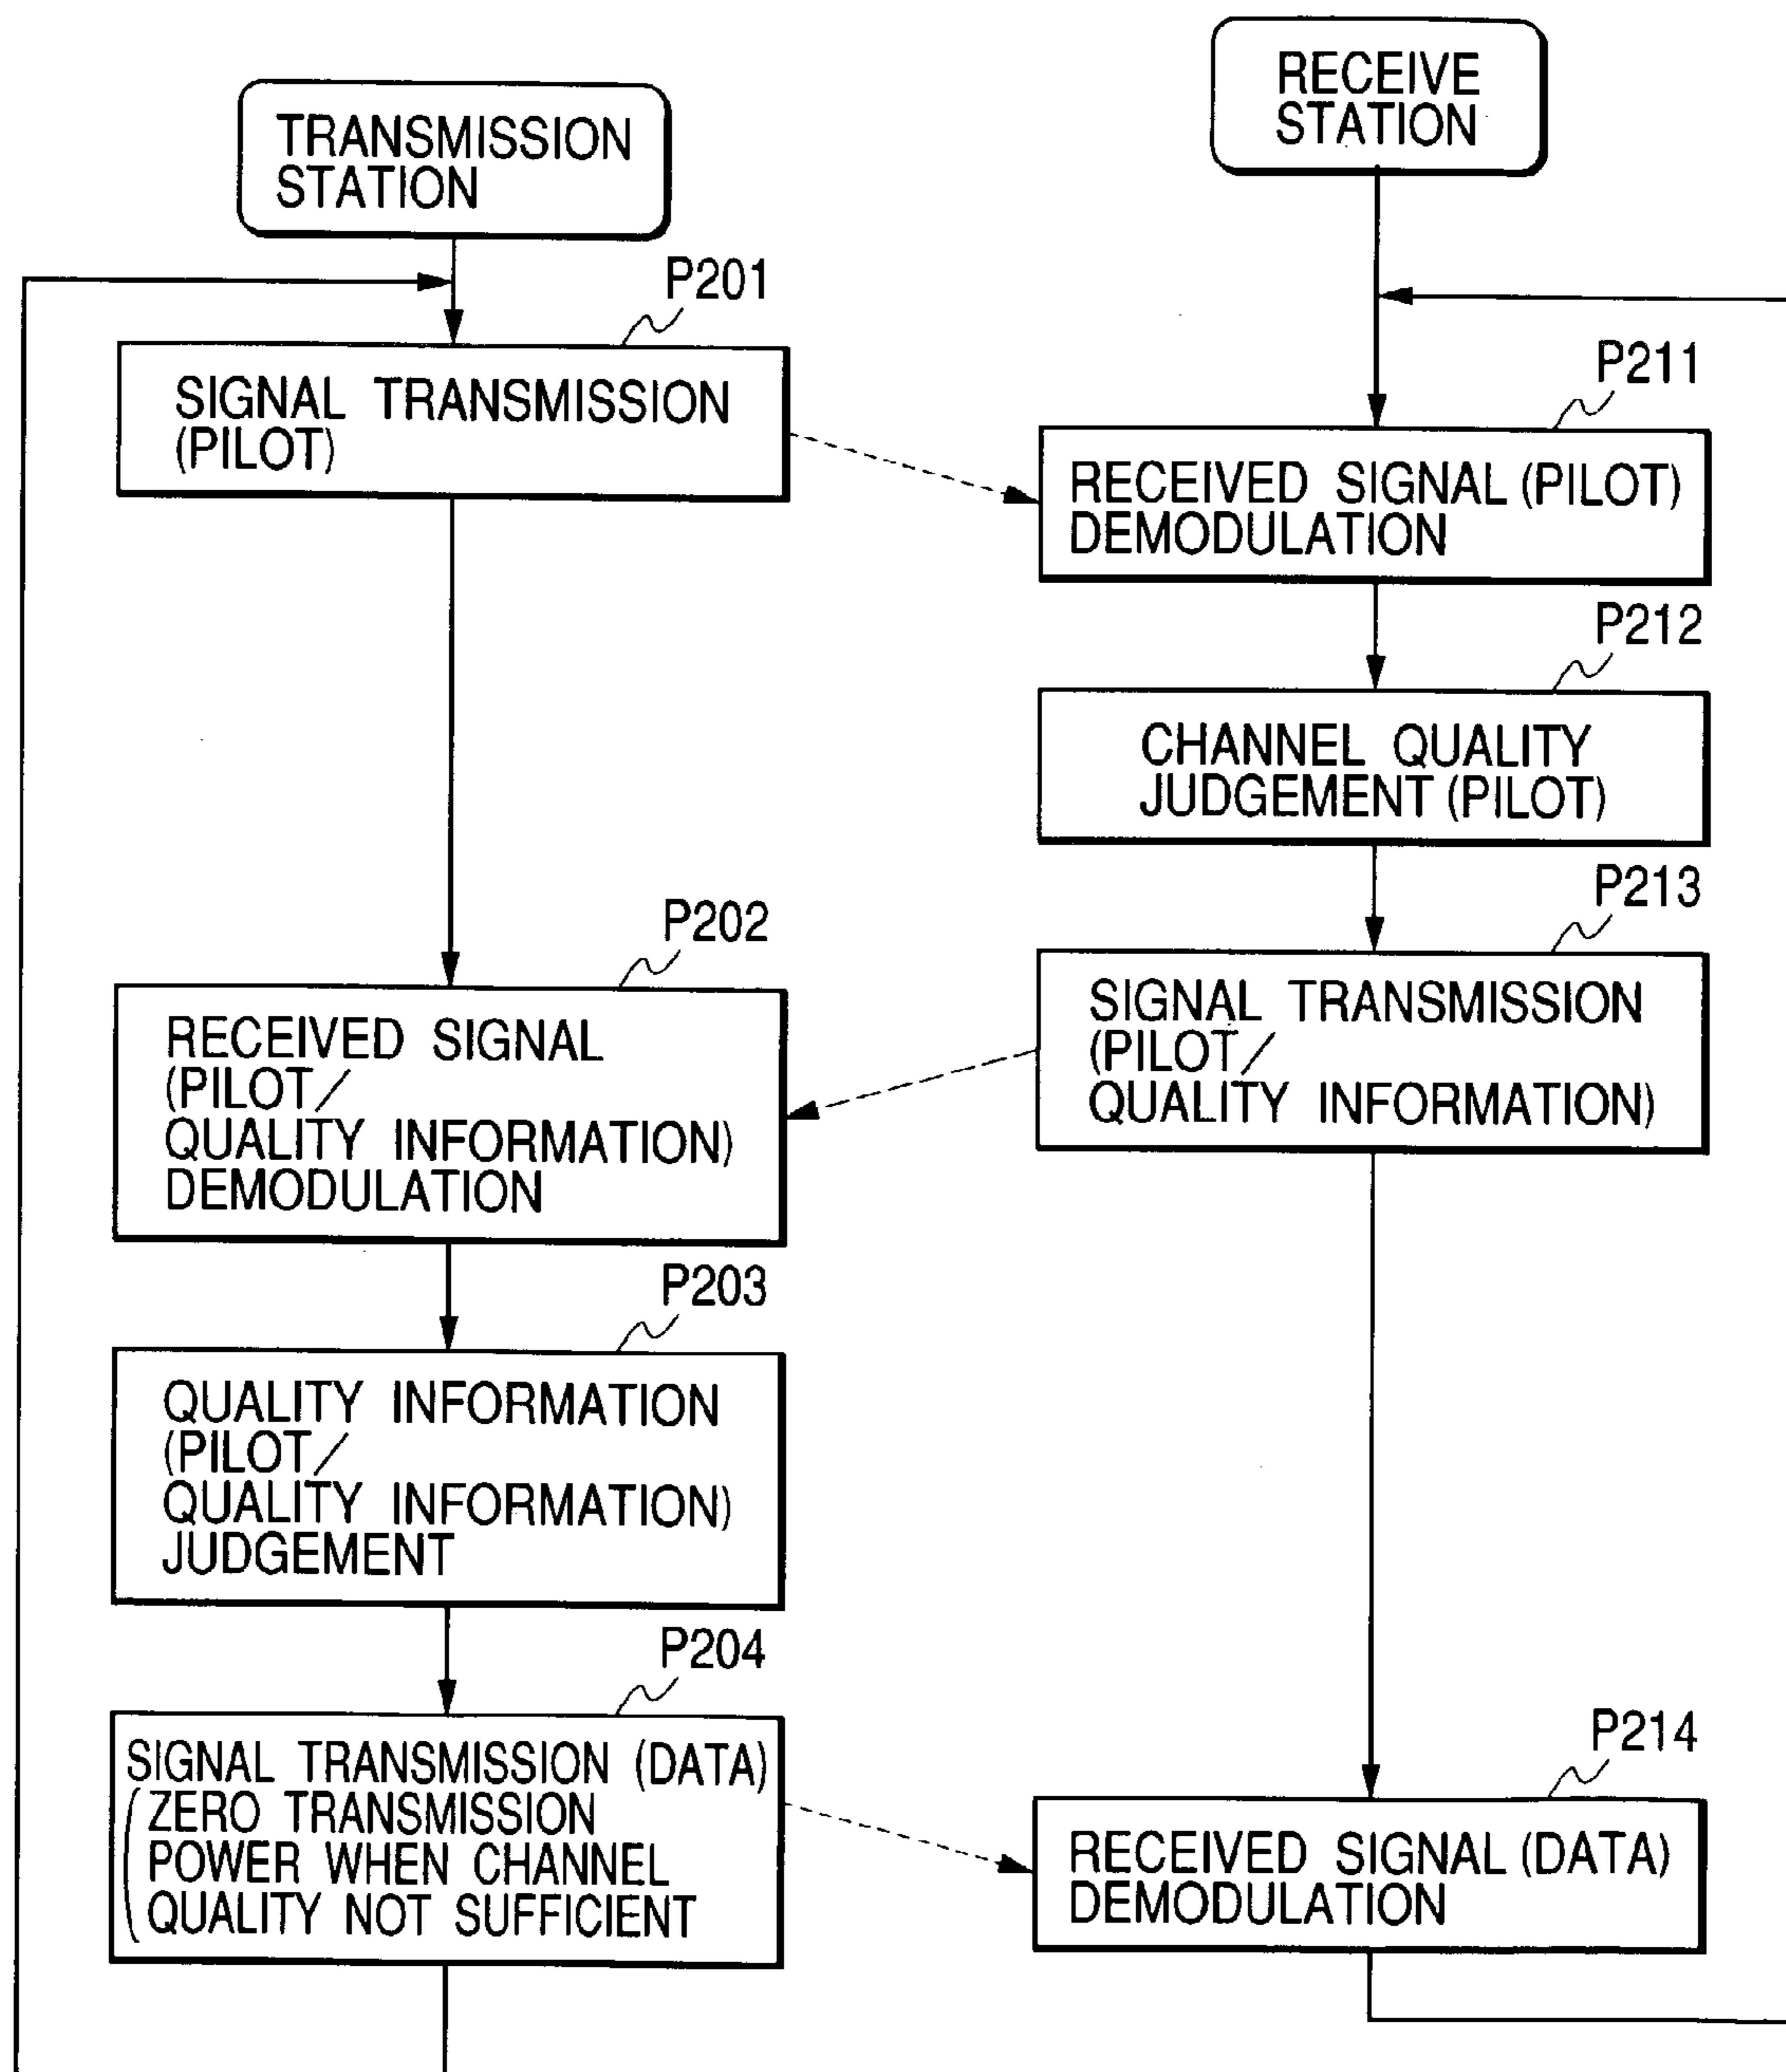 TRANSMISSION
STATION
P201
SIGNAL TRANSMISSION
(PILOT)
P202
RECEIVED SIGNAL
(PILOT/
QUALITY INFORMATION)
DEMODULATION
P203
QUALITY INFORMATION
(PILOT/
QUALITY INFORMATION)
JUDGEMENT
P204
SIGNAL TRANSMISSION (DATA)
(ZERO TRANSMISSION
POWER WHEN CHANNEL
QUALITY NOT SUFFICIENT
RECEIVE
STATION
P211
RECEIVED SIGNAL (PILOT)
DEMODULATION
P212
CHANNEL QUALITY
JUDGEMENT (PILOT)
P213
SIGNAL TRANSMISSION
(PILOT/
QUALITY INFORMATION)
P214
RECEIVED SIGNAL (DATA)
DEMODULATION